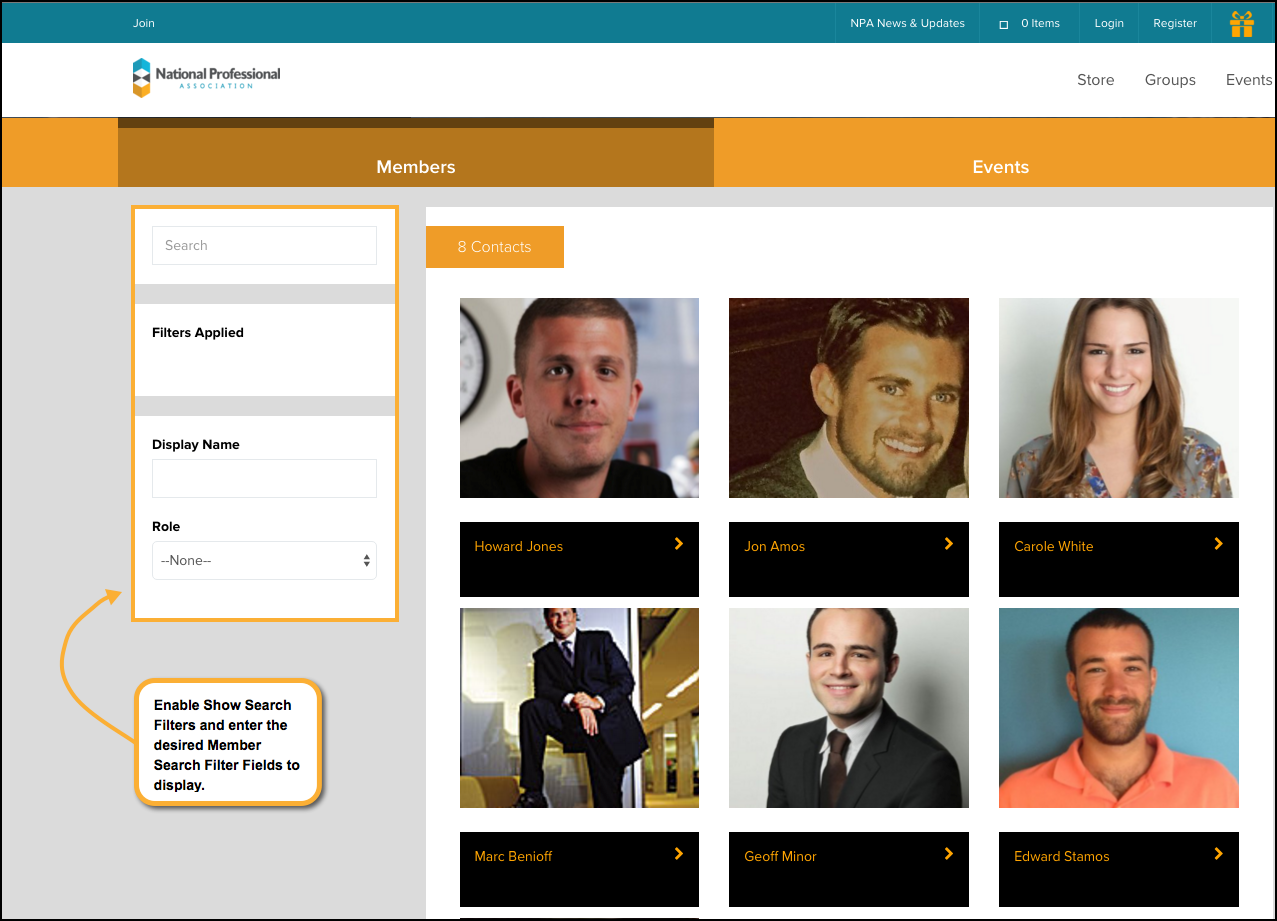 Join
NPA News & Updates
0 Items
Login
Register
National Professional
ASSOCIATION
Store
Groups
Events
Members
Events
Search
8 Contacts
Filters Applied
Display Name
Role
--None--
Howard Jones
Jon Amos
Carole White
Enable Show Search
Filters and enter the
desired Member
Search Filter Fields to
display.
Marc Benioff
Geoff Minor
Edward Stamos